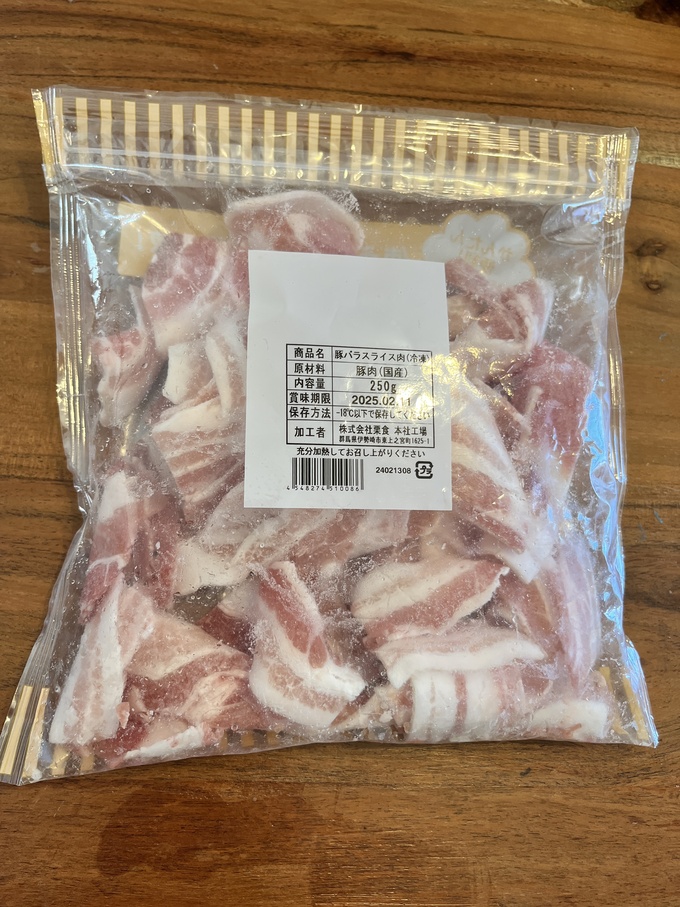 商品名 豚バラスライス肉(冷凍)
原材料 豚肉(国産)
内容量 250g
賞味期限 2025.02.11
保存方法 -18℃以下で保存してください
加工者 株式会社栗食 本社工場
群馬県伊勢崎市東上之宮町1625-1
充分加熱してお召し上がりください
24021308 プラ
4548274510086